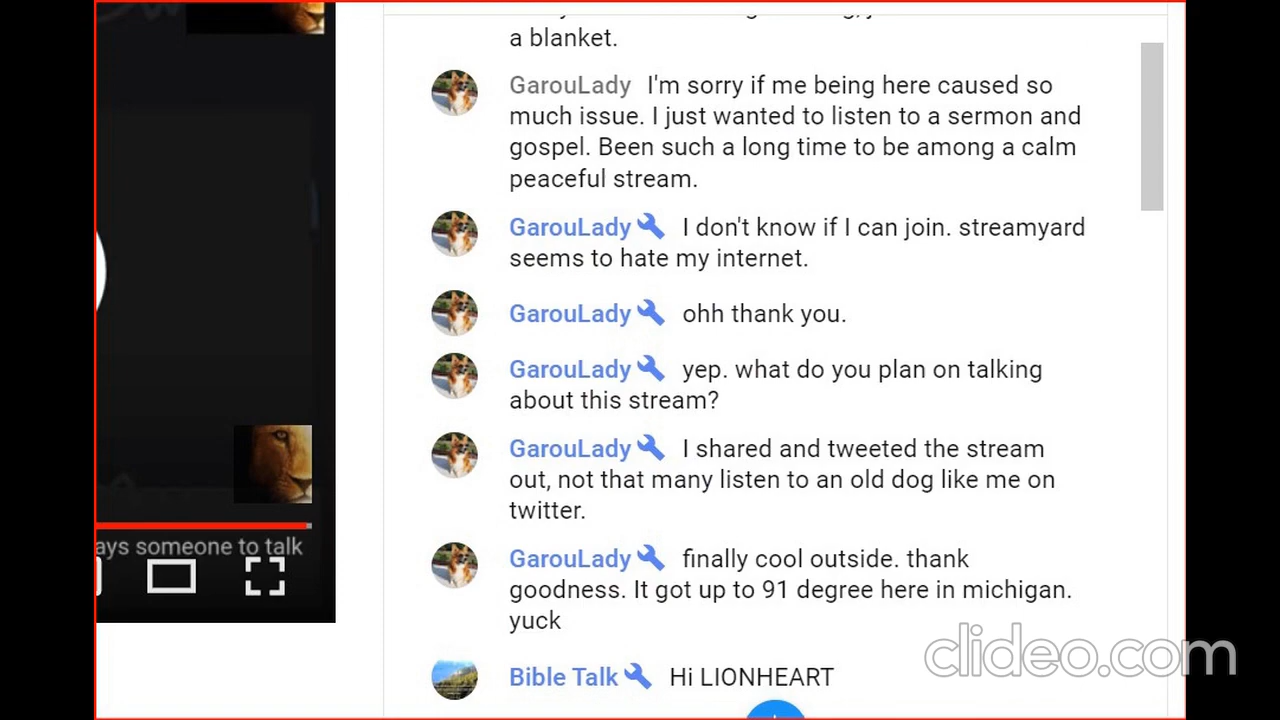 a blanket.
GarouLady I'm sorry if me being here caused so
much issue. I just wanted to listen to a sermon and
gospel. Been such a long time to be among a calm
peaceful stream.
GarouLady I don't know if I can join. streamyard
seems to hate my internet.
GarouLady ohh thank you.
GarouLady yep. what do you plan on talking
about this stream?
GarouLady I shared and tweeted the stream
out, not that many listen to an old dog like me on
twitter.
GarouLady finally cool outside. thank
goodness. It got up to 91 degree here in michigan.
yuck
Bible Talk Hi LIONHEART
ays someone to talk
clideo.com